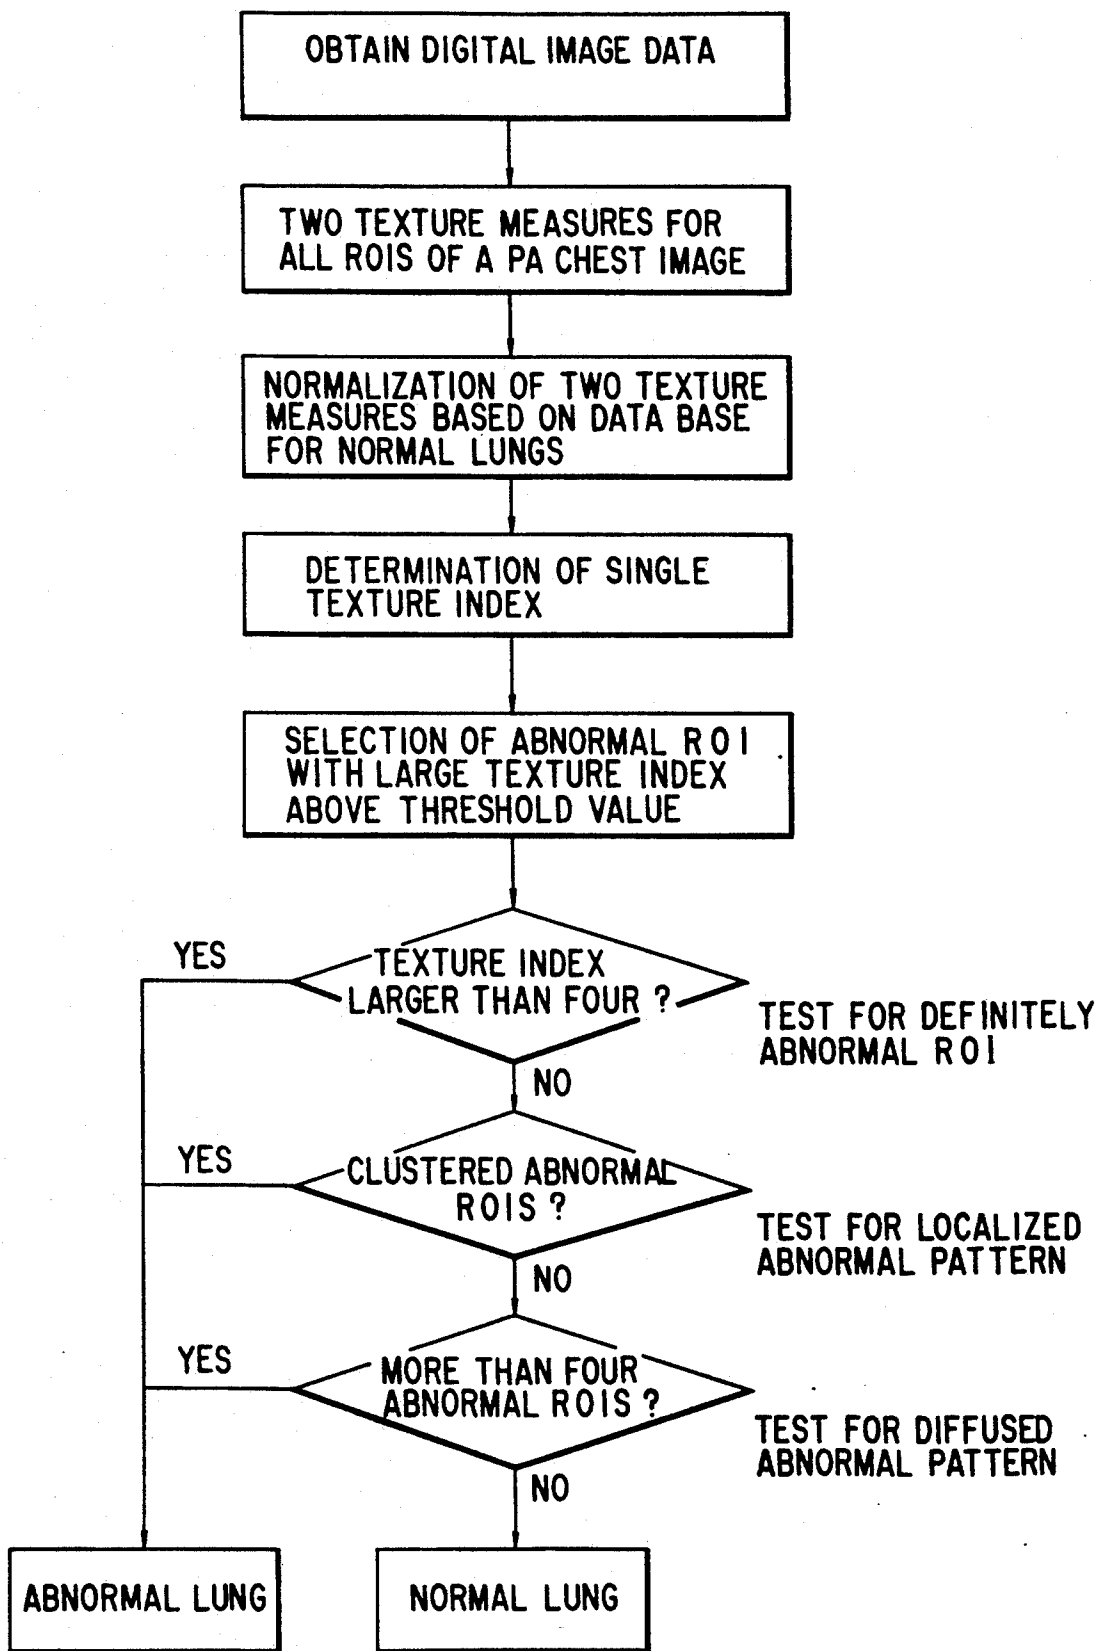 OBTAIN DIGITAL IMAGE DATA
TWO TEXTURE MEASURES FOR
ALL ROIS OF A PA CHEST IMAGE
NORMALIZATION OF TWO TEXTURE
MEASURES BASED ON DATA BASE
FOR NORMAL LUNGS
DETERMINATION OF SINGLE
TEXTURE INDEX
SELECTION OF ABNORMAL ROI
WITH LARGE TEXTURE INDEX
ABOVE THRESHOLD VALUE
YES
TEXTURE INDEX
LARGER THAN FOUR ?
TEST FOR DEFINITELY
ABNORMAL ROI
NO
YES
CLUSTERED ABNORMAL
ROIS ?
TEST FOR LOCALIZED
ABNORMAL PATTERN
NO
YES
MORE THAN FOUR
ABNORMAL ROIS ?
TEST FOR DIFFUSED
ABNORMAL PATTERN
NO
ABNORMAL LUNG
NORMAL LUNG